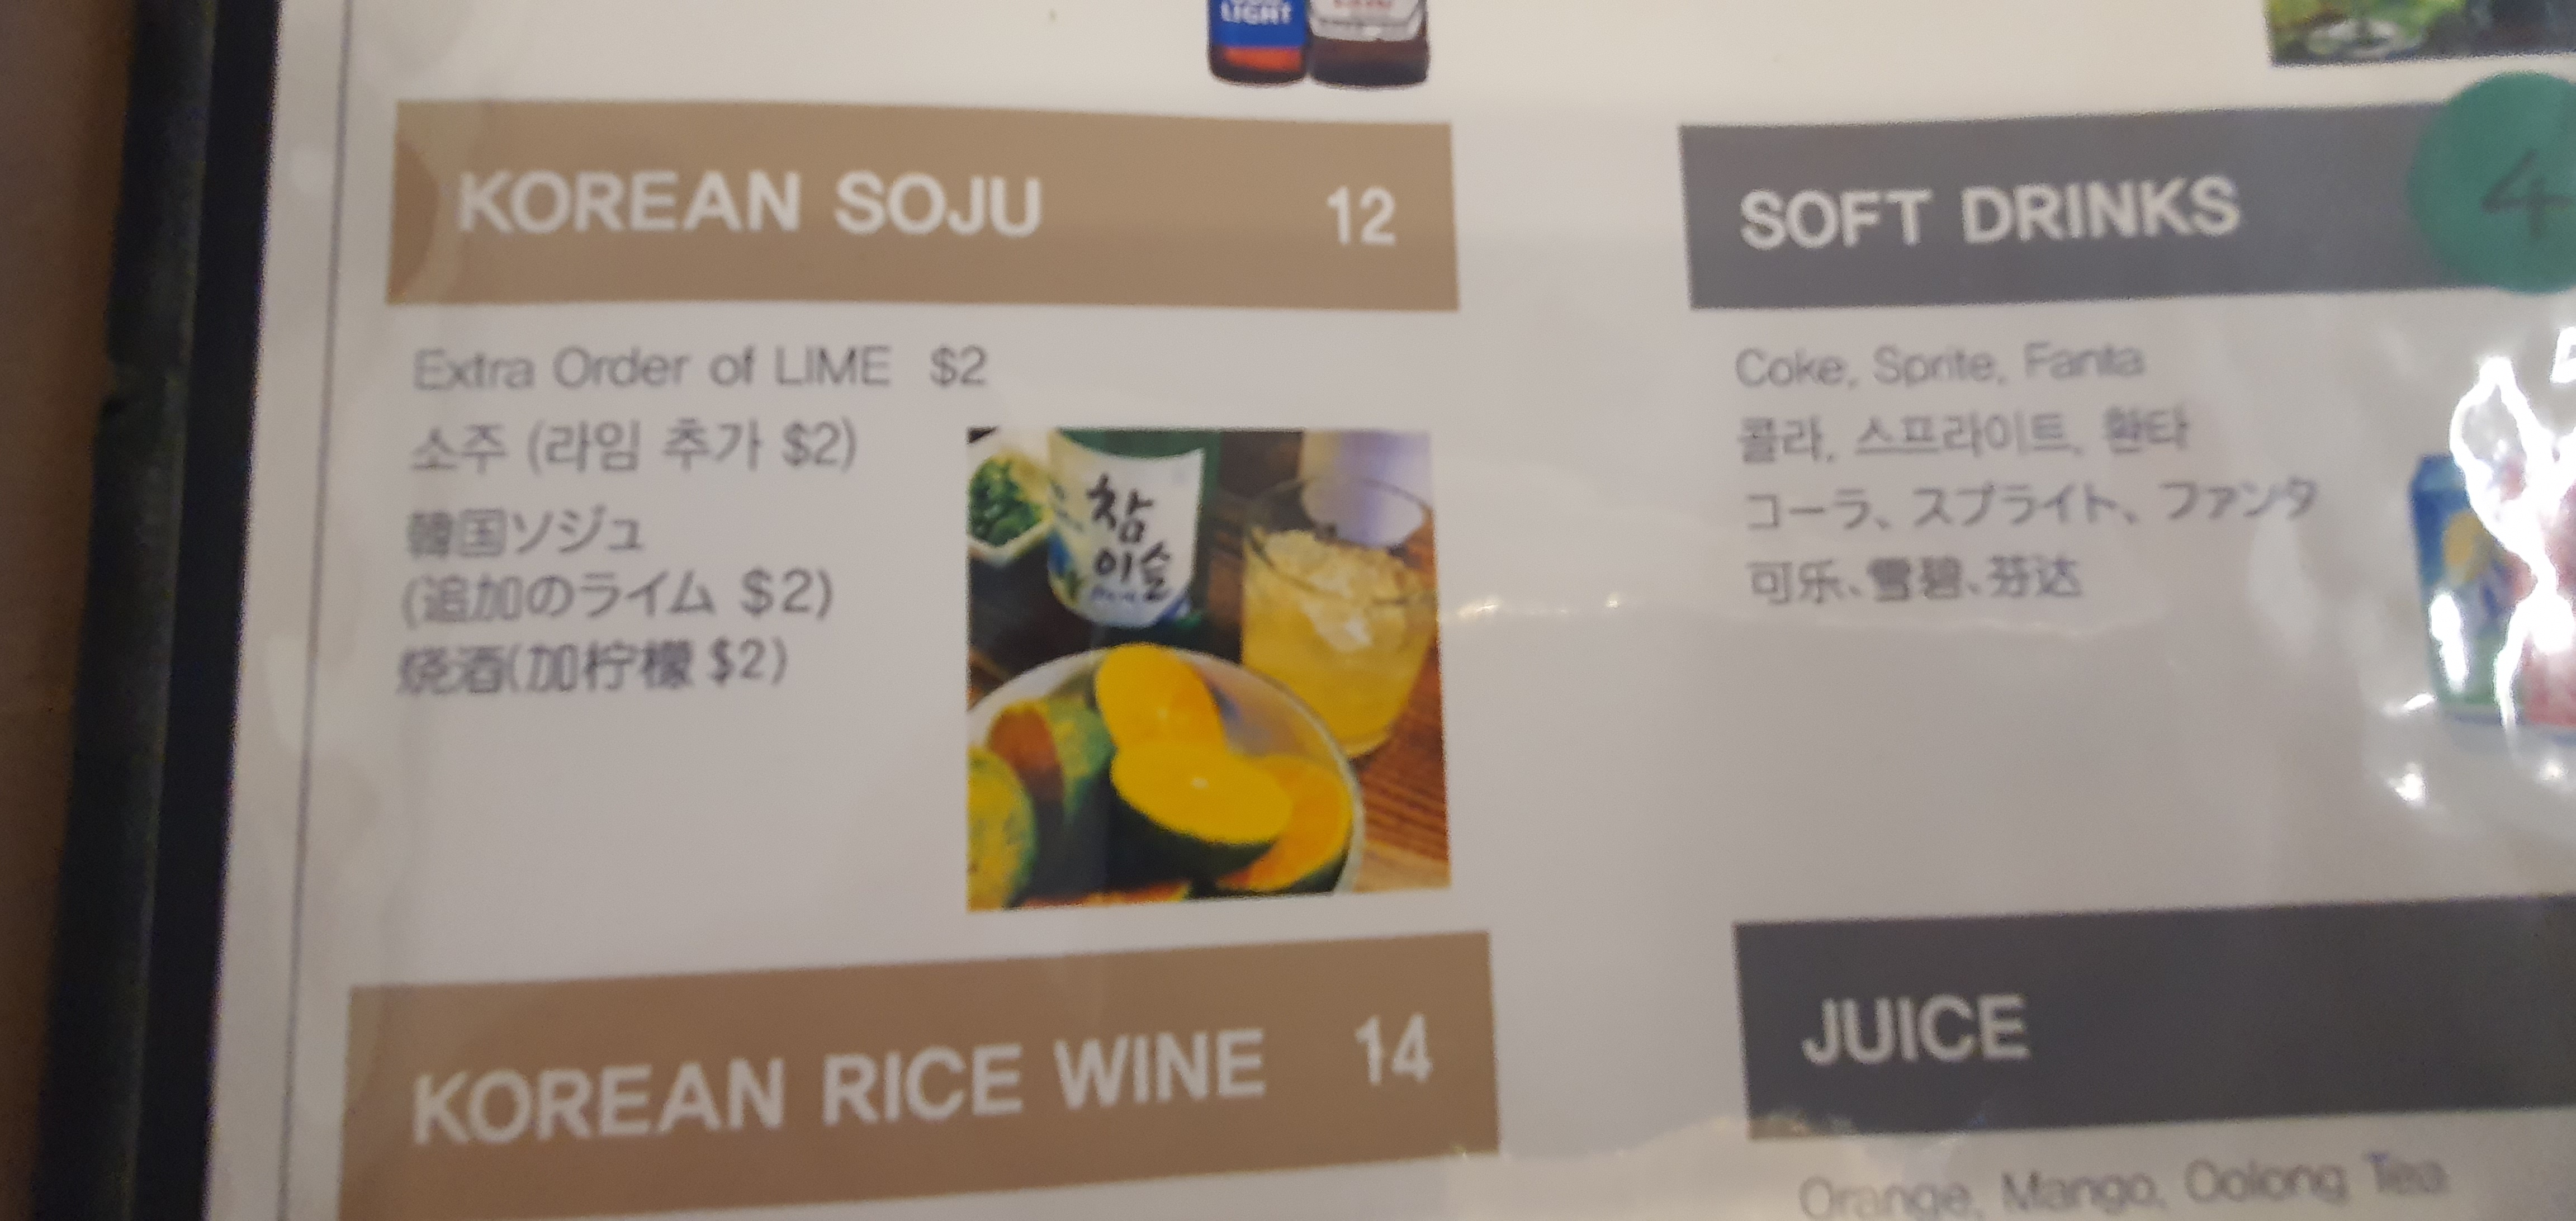 LIGHT
KOREAN SOJU 12
Extra Order of LIME $2
소주 (라임 추가 $2)
韓国ソジュ
(追加のライム $2)
烧酒(加柠檬 $2)
참
이슬
KOREAN RICE WINE 14
SOFT DRINKS 4
Coke, Sprite, Fanta
콜라, 스프라이트, 환타
コーラ、スプライト、ファンタ
可乐、雪碧、芬达
JUICE
Orange, Mango, Oolong Tea